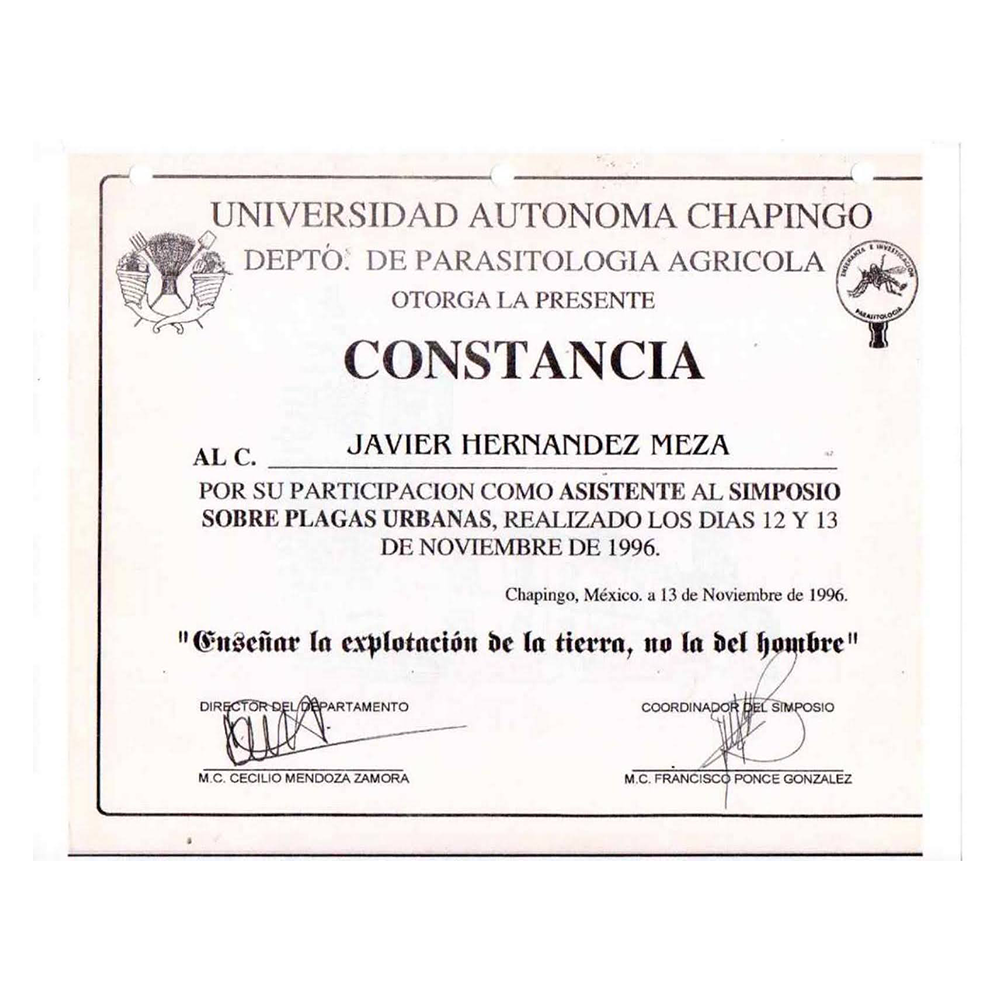 UNIVERSIDAD AUTONOMA CHAPINGO
DEPTO. DE PARASITOLOGIA AGRICOLA
OTORGA LA PRESENTE
ENSEÑANZA E INVESTIGACION
PARASITOLOGIA
CONSTANCIA
AL C. JAVIER HERNANDEZ MEZA
POR SU PARTICIPACION COMO ASISTENTE AL SIMPOSIO
SOBRE PLAGAS URBANAS, REALIZADO LOS DIAS 12 Y 13
DE NOVIEMBRE DE 1996.
Chapingo, México. a 13 de Noviembre de 1996.
"Enseñar la explotación de la tierra, no la del hombre"
DIRECTOR DEL DEPARTAMENTO
M.C. CECILIO MENDOZA ZAMORA
COORDINADOR DEL SIMPOSIO
M.C. FRANCISCO PONCE GONZALEZ